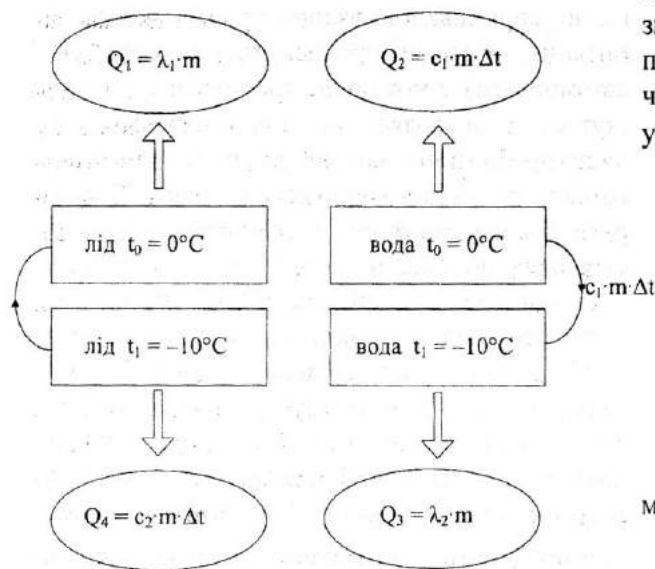 Q₁ = λ₁·m
Q₂ = c₁·m·Δt
лід t₀ = 0°C
вода t₀ = 0°C
c₁·m·Δt
лід t₁ = –10°C
вода t₁ = –10°C
Q₄ = c₂·m·Δt
Q₃ = λ₂·m